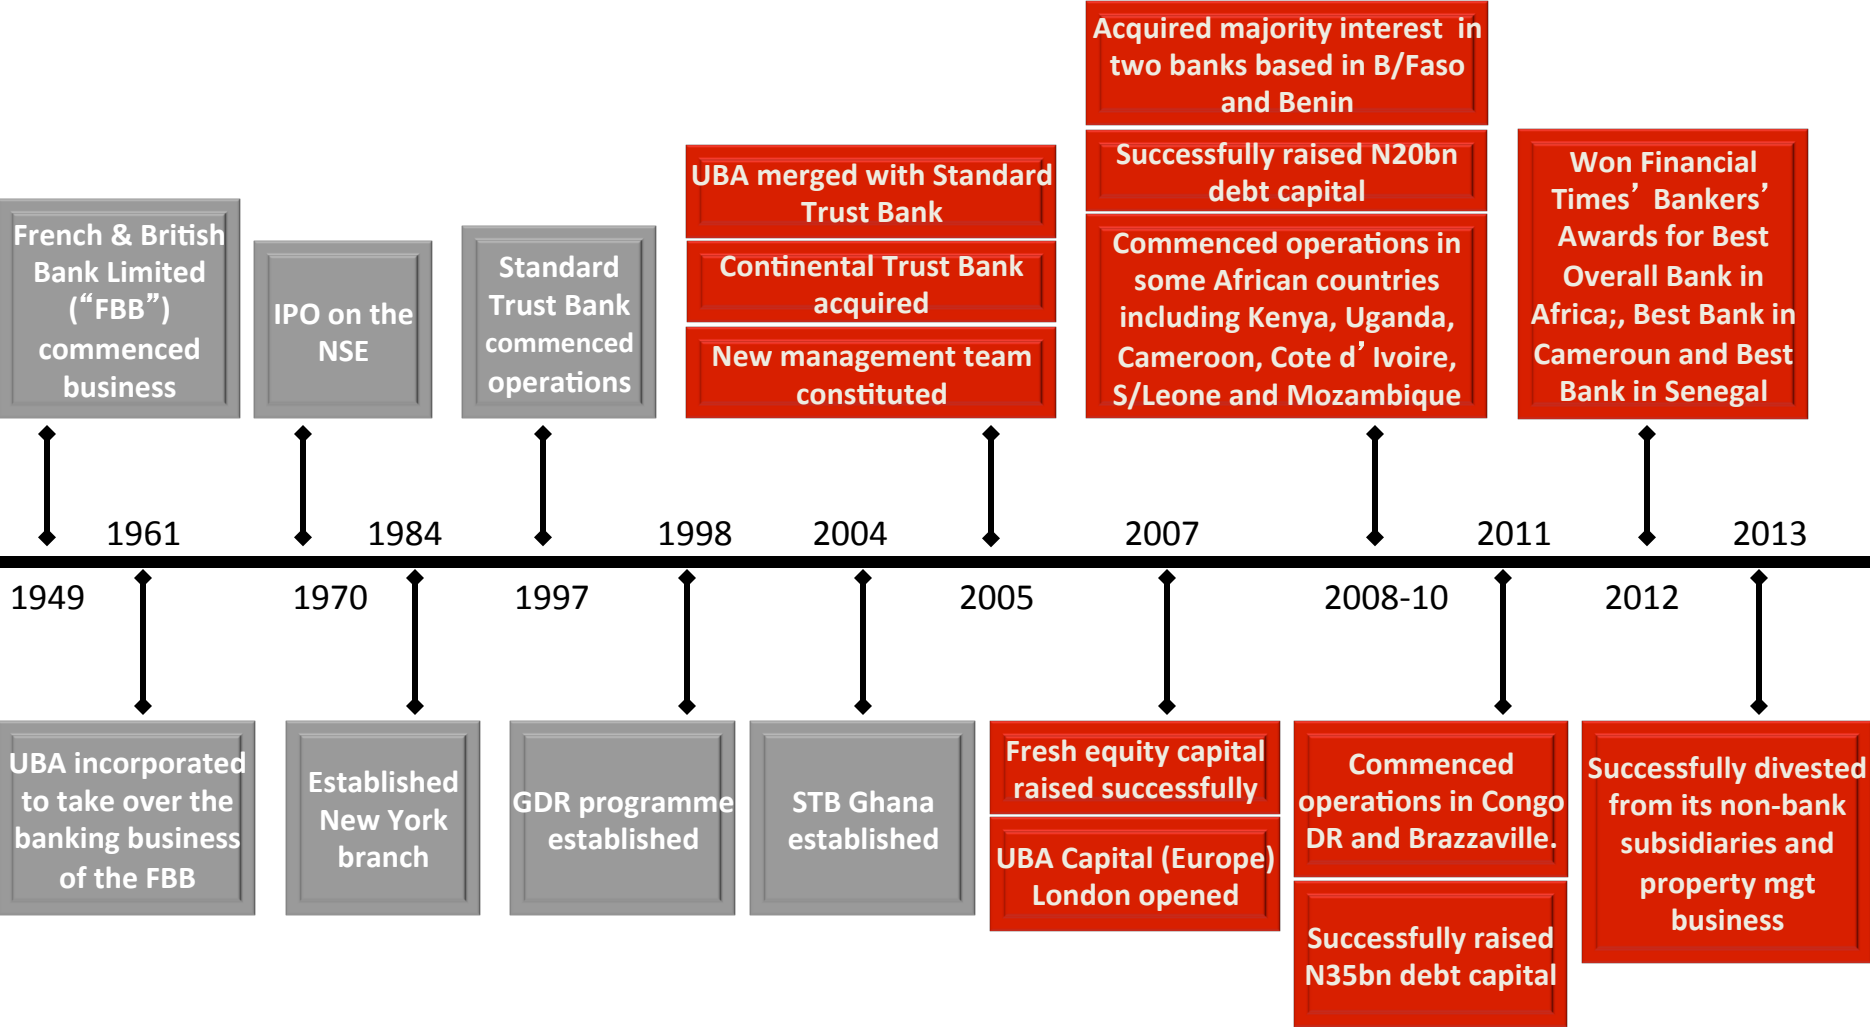 French & British
Bank Limited
(“FBB”)
commenced
business
IPO on the
NSE
Standard
Trust Bank
commenced
operations
UBA merged with Standard
Trust Bank
Continental Trust Bank
acquired
New management team
constituted
Acquired majority interest in
two banks based in B/Faso
and Benin
Successfully raised N20bn
debt capital
Commenced operations in
some African countries
including Kenya, Uganda,
Cameroon, Cote d’Ivoire,
S/Leone and Mozambique
Won Financial
Times’ Bankers’
Awards for Best
Overall Bank in
Africa;, Best Bank in
Cameroun and Best
Bank in Senegal
1961
1984
1998
2004
2007
2011
2013
1949
1970
1997
2005
2008-10
2012
UBA incorporated
to take over the
banking business
of the FBB
Established
New York
branch
GDR programme
established
STB Ghana
established
Fresh equity capital
raised successfully
UBA Capital (Europe)
London opened
Commenced
operations in Congo
DR and Brazzaville.
Successfully raised
N35bn debt capital
Successfully divested
from its non-bank
subsidiaries and
property mgt
business